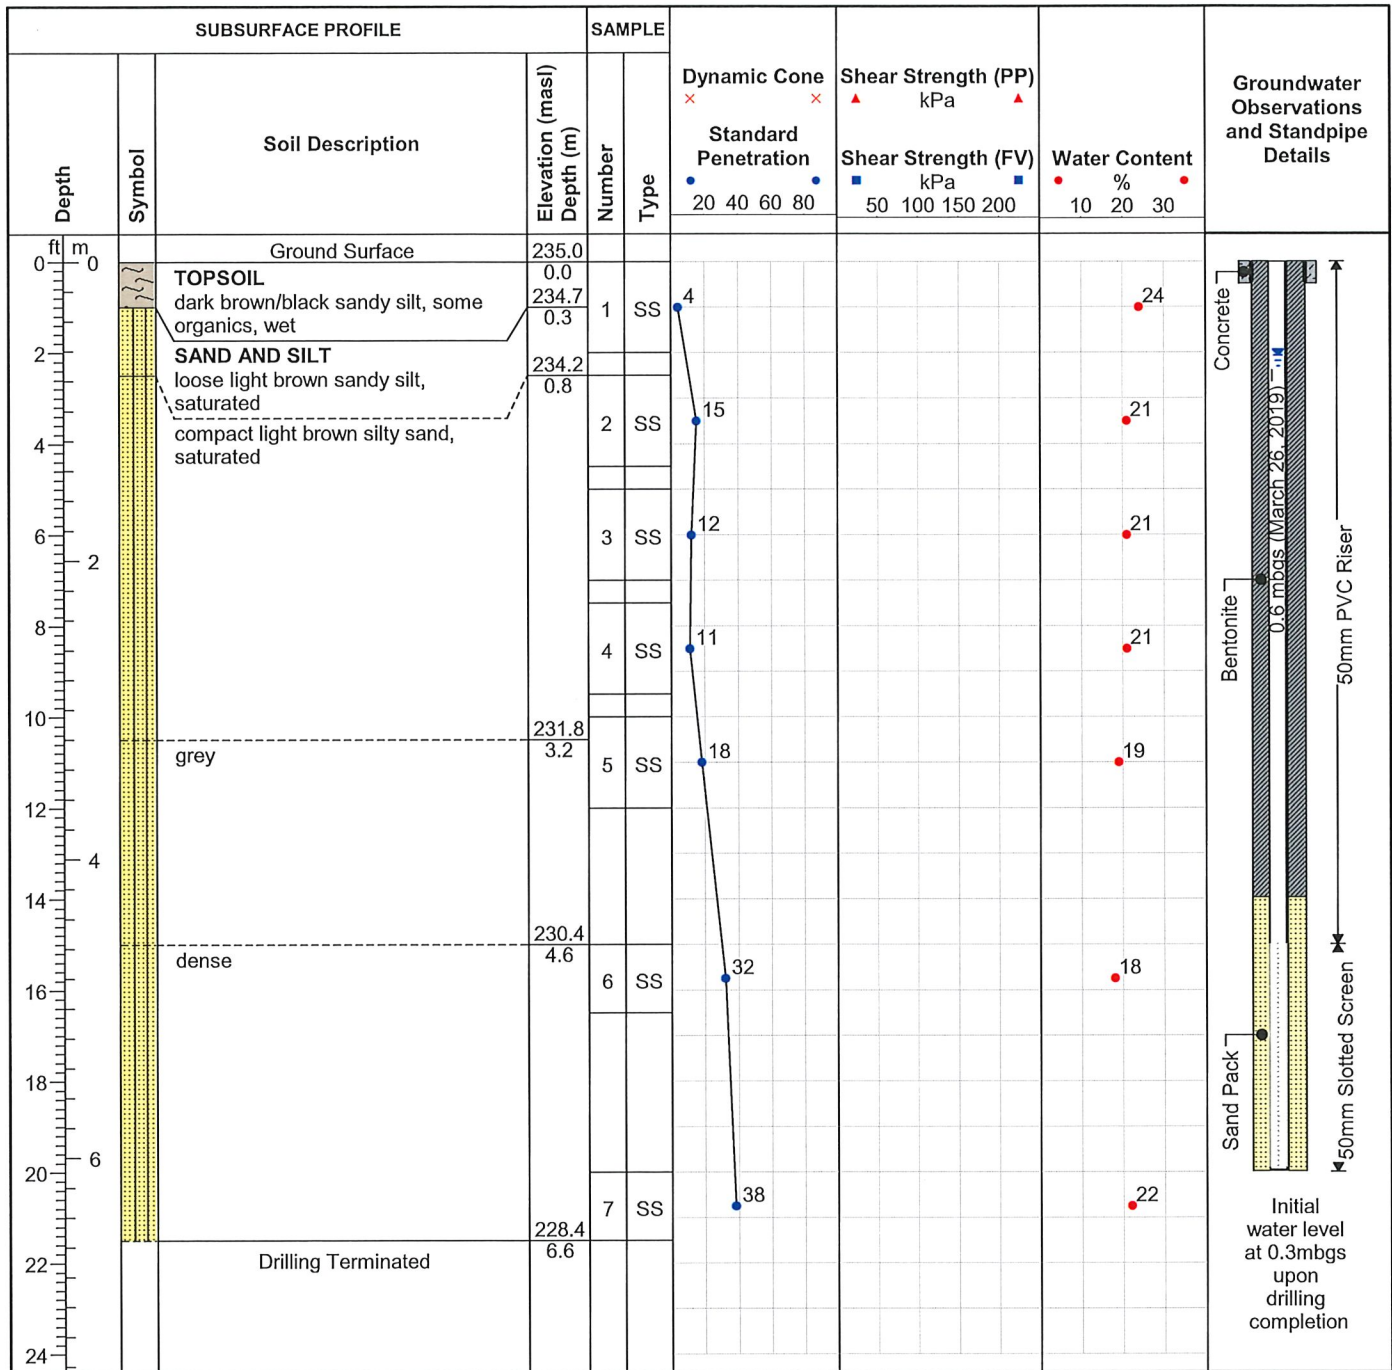 SUBSURFACE PROFILE
SAMPLE
Depth
Symbol
Soil Description
Elevation (masl)
Depth (m)
Number
Type
Dynamic Cone
Standard
Penetration
20 40 60 80
Shear Strength (PP)
kPa
Shear Strength (FV)
kPa
50 100 150 200
Water Content
%
10 20 30
Groundwater
Observations
and Standpipe
Details
ft m
0
2
4
6
8
10
12
14
16
18
20
22
24
0
2
4
6
Ground Surface
TOPSOIL
dark brown/black sandy silt, some
organics, wet
SAND AND SILT
loose light brown sandy silt,
saturated
compact light brown silty sand,
saturated
grey
dense
Drilling Terminated
235.0
0.0
234.7
0.3
234.2
0.8
231.8
3.2
230.4
4.6
228.4
6.6
1 SS
2 SS
3 SS
4 SS
5 SS
6 SS
7 SS
4
15
12
11
18
32
38
24
21
21
21
19
18
22
Concrete
Bentonite
Sand Pack
0.6 mbgs (March 26, 2019)
50mm PVC Riser
50mm Slotted Screen
Initial
water level
at 0.3mbgs
upon
drilling
completion